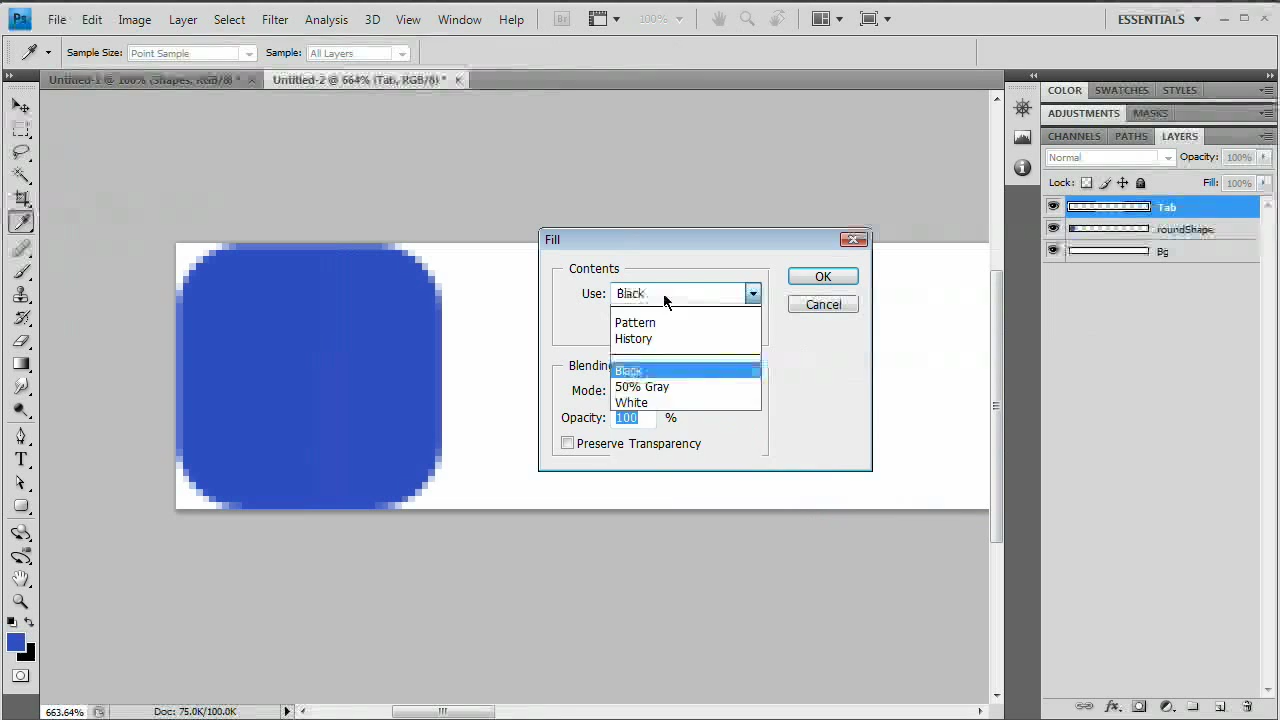 Ps File Edit Image Layer Select Filter Analysis 3D View Window Help Br 100% ESSENTIALS
Sample Size: Point Sample Sample: All Layers
Untitled-1 @ 100% (Shapes, RGB/8) * Untitled-2 @ 664% (Tab, RGB/8) *
COLOR SWATCHES STYLES
ADJUSTMENTS MASKS
CHANNELS PATHS LAYERS
Normal Opacity: 100%
Lock: Fill: 100%
Tab
roundShape
Bg
Fill
Contents
OK
Use: Black
Cancel
Pattern
History
Blending
Black
Mode:
50% Gray
White
Opacity: 100 %
Preserve Transparency
T
663.64% Doc: 75.0K/100.0K
fx